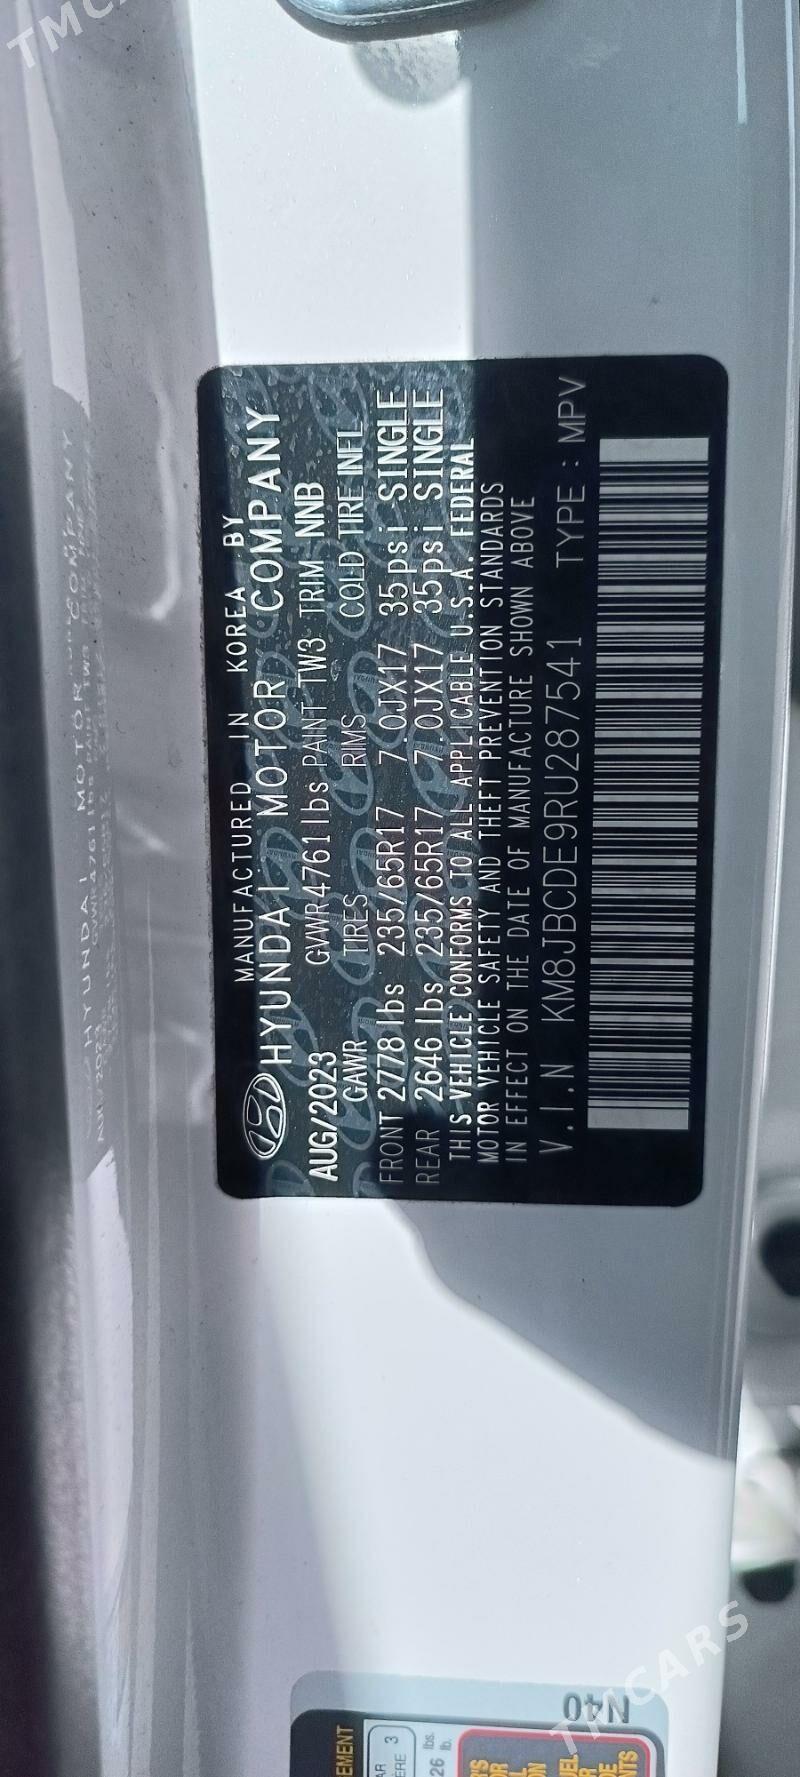 MANUFACTURED IN KOREA BY
HYUNDAI MOTOR COMPANY
AUG/2023 GVWR4761lbs PAINT TW3 TRIM NNB
GAWR TIRES RIMS COLD TIRE INFL
FRONT 2778lbs 235/65R17 7.0JX17 35psi SINGLE
REAR 2646lbs 235/65R17 7.0JX17 35psi SINGLE
THIS VEHICLE CONFORMS TO ALL APPLICABLE U.S.A. FEDERAL
MOTOR VEHICLE SAFETY AND THEFT PREVENTION STANDARDS
IN EFFECT ON THE DATE OF MANUFACTURE SHOWN ABOVE
V.I.N KM8JBCDE9RU287541 TYPE : MPV
N40
TMCARS